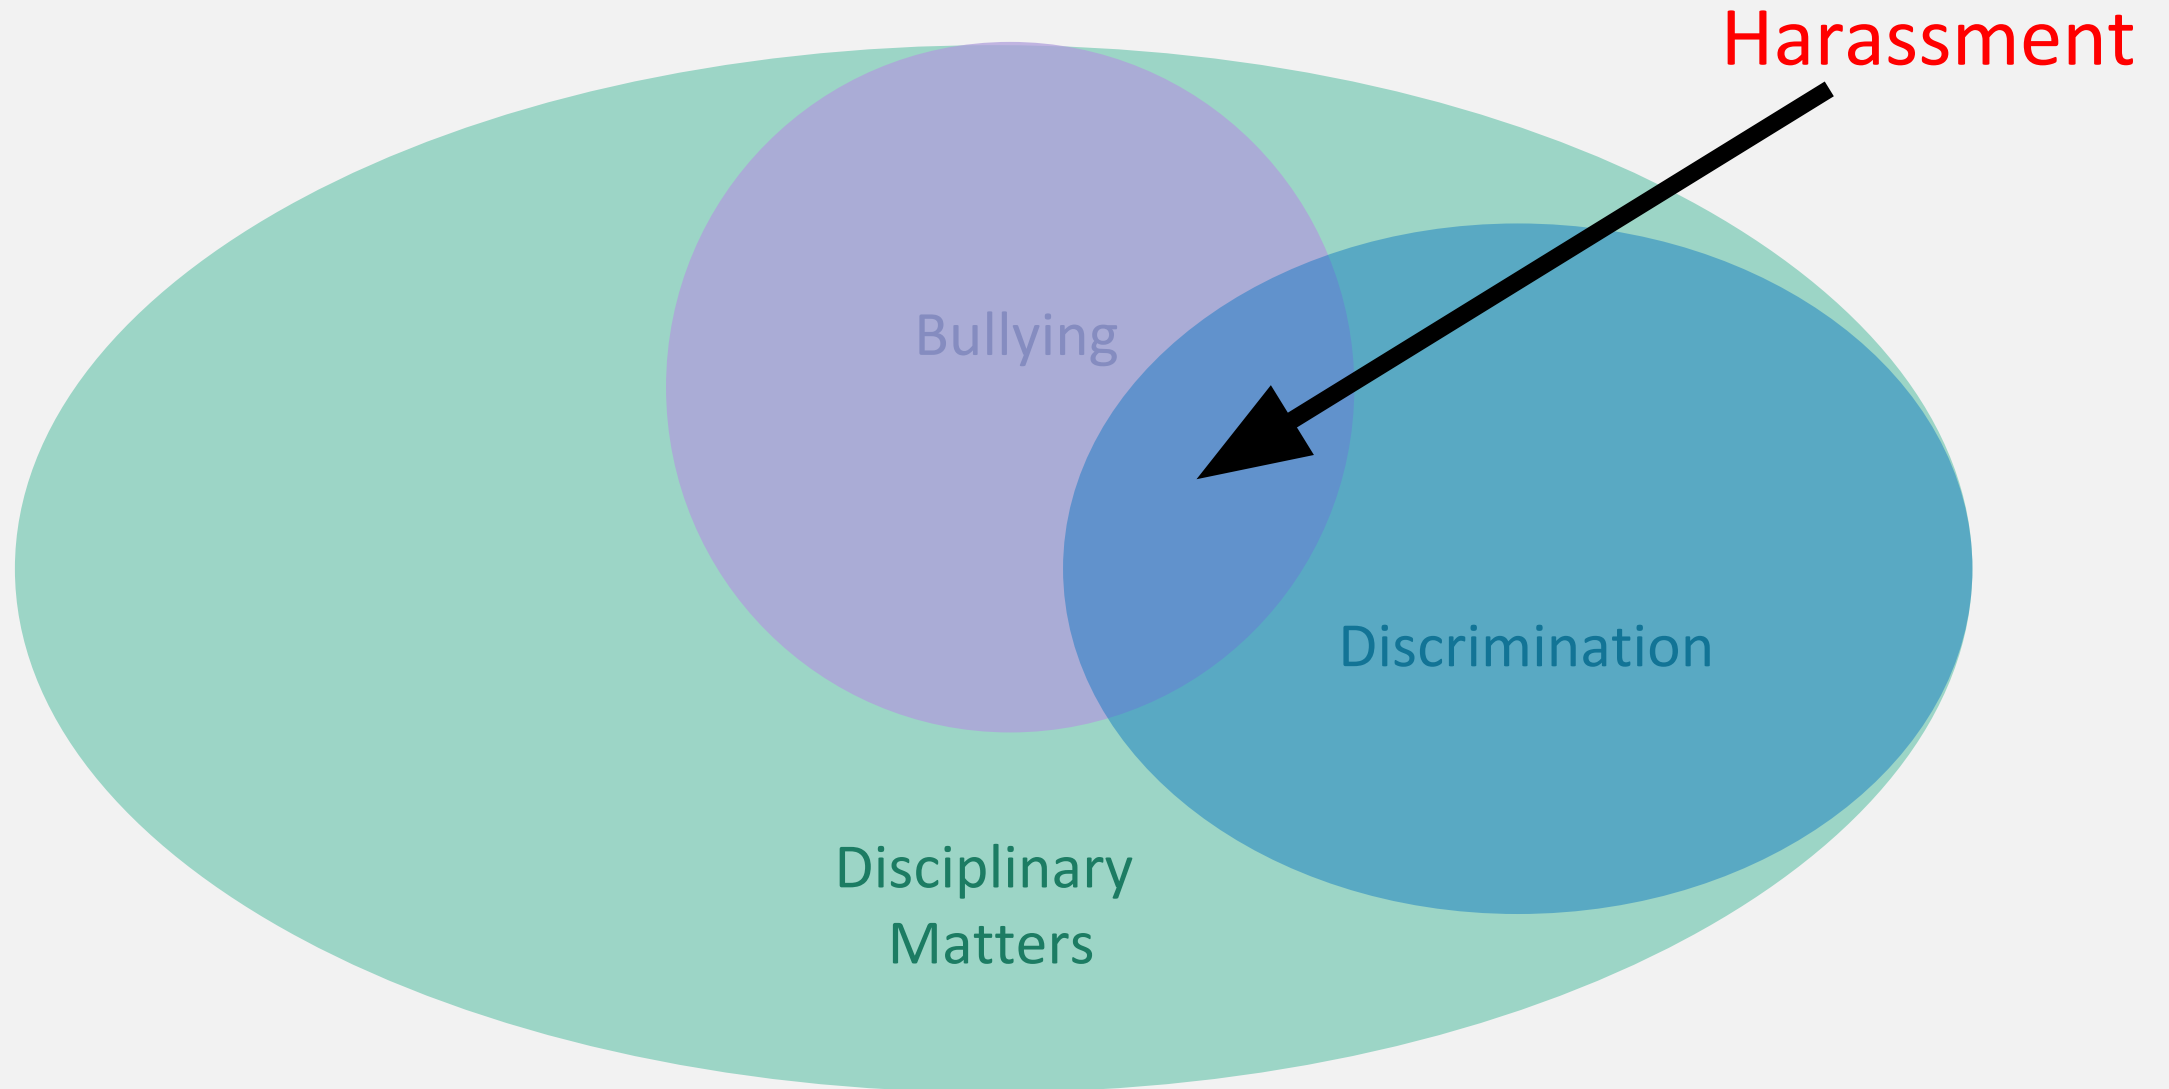 Harassment
Bullying
Discrimination
Disciplinary
Matters